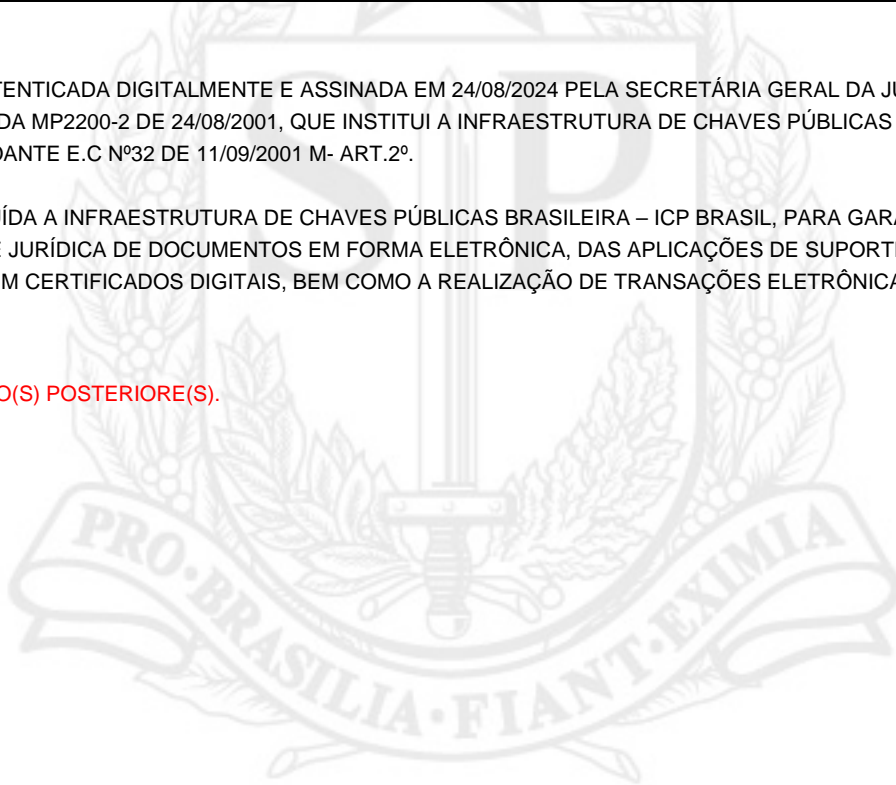 TENTICADA DIGITALMENTE E ASSINADA EM 24/08/2024 PELA SECRETÁRIA GERAL DA JU
DA MP2200-2 DE 24/08/2001, QUE INSTITUI A INFRAESTRUTURA DE CHAVES PÚBLICAS
DANTE E.C Nº32 DE 11/09/2001 M- ART.2º.
ÍDA A INFRAESTRUTURA DE CHAVES PÚBLICAS BRASILEIRA – ICP BRASIL, PARA GARA
E JURÍDICA DE DOCUMENTOS EM FORMA ELETRÔNICA, DAS APLICAÇÕES DE SUPORT
M CERTIFICADOS DIGITAIS, BEM COMO A REALIZAÇÃO DE TRANSAÇÕES ELETRÔNICA
O(S) POSTERIORE(S).
SP
PRO·BRASILIA·FIANT·EXIMIA